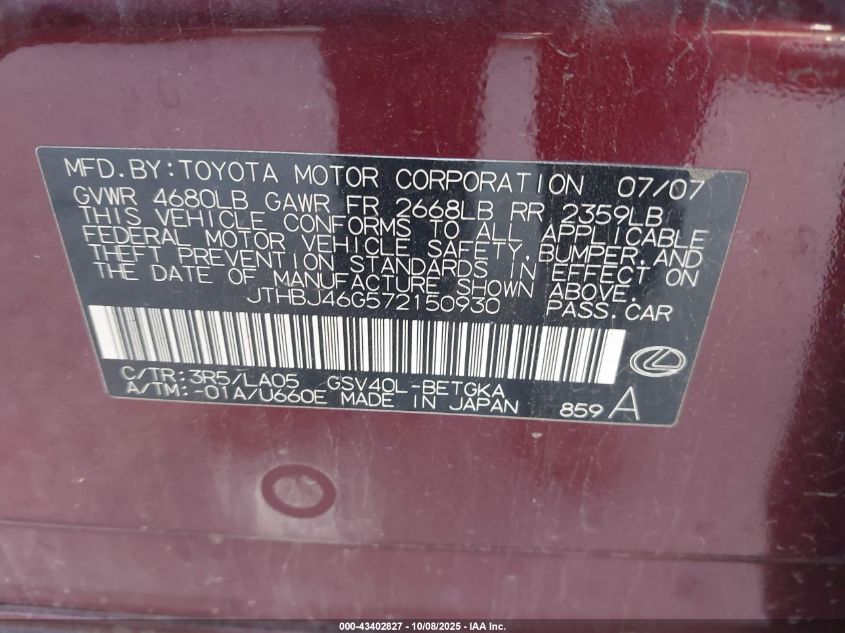 MFD.BY:TOYOTA MOTOR CORPORATION 07/07
GVWR 4680LB GAWR FR 2668LB RR 2359LB
THIS VEHICLE CONFORMS TO ALL APPLICABLE
FEDERAL MOTOR VEHICLE SAFETY,BUMPER,AND
THEFT PREVENTION STANDARDS IN EFFECT ON
THE DATE OF MANUFACTURE SHOWN ABOVE.
JTHBJ46G572150930 PASS.CAR
C/TR:3R5/LA05 GSV40L-BETGKA
A/TM:-01A/U660E MADE IN JAPAN 859A
000-43402827 - 10/08/2025 - IAA Inc.